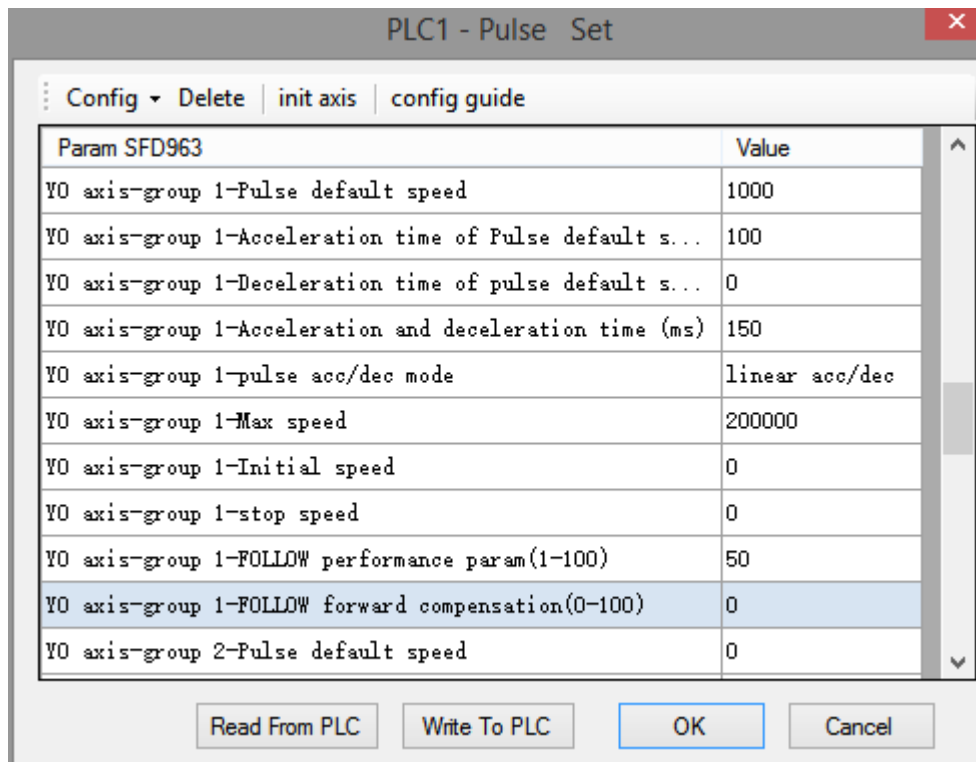 PLC1 - Pulse Set
Config Delete init axis config guide
Param SFD963 Value
Y0 axis-group 1-Pulse default speed 1000
Y0 axis-group 1-Acceleration time of Pulse default s... 100
Y0 axis-group 1-Deceleration time of pulse default s... 0
Y0 axis-group 1-Acceleration and deceleration time (ms) 150
Y0 axis-group 1-pulse acc/dec mode linear acc/dec
Y0 axis-group 1-Max speed 200000
Y0 axis-group 1-Initial speed 0
Y0 axis-group 1-stop speed 0
Y0 axis-group 1-FOLLOW performance param(1-100) 50
Y0 axis-group 1-FOLLOW forward compensation(0-100) 0
Y0 axis-group 2-Pulse default speed 0
Read From PLC Write To PLC OK Cancel